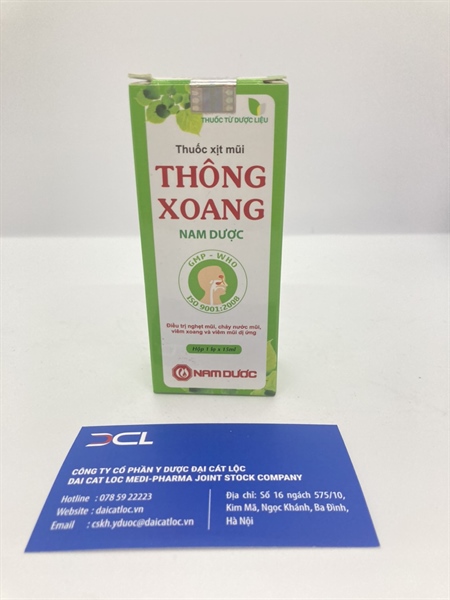 THUỐC TỪ DƯỢC LIỆU
Thuốc xịt mũi
THÔNG
XOANG
NAM DƯỢC
GMP - WHO
ISO 9001:2008
Điều trị nghẹt mũi, chảy nước mũi,
viêm xoang và viêm mũi dị ứng
Hộp 1 lọ x 15ml
NAM DƯỢC
DCL
CÔNG TY CỔ PHẦN Y DƯỢC ĐẠI CÁT LỘC
DAI CAT LOC MEDI-PHARMA JOINT STOCK COMPANY
Hotline : 078 59 22223
Website : daicatloc.vn
Email : cskh.yduoc@daicatloc.vn
Địa chỉ: Số 16 ngách 575/10,
Kim Mã, Ngọc Khánh, Ba Đình,
Hà Nội